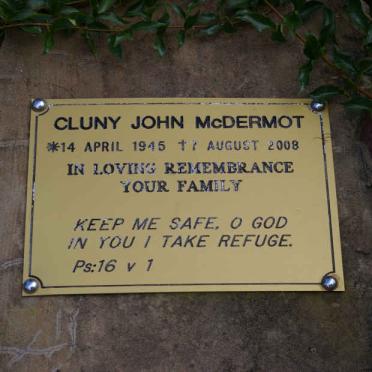 CLUNY JOHN McDERMOT
*14 APRIL 1945 ✝7 AUGUST 2008
IN LOVING REMEMBRANCE
YOUR FAMILY
KEEP ME SAFE, O GOD
IN YOU I TAKE REFUGE.
Ps:16 v 1